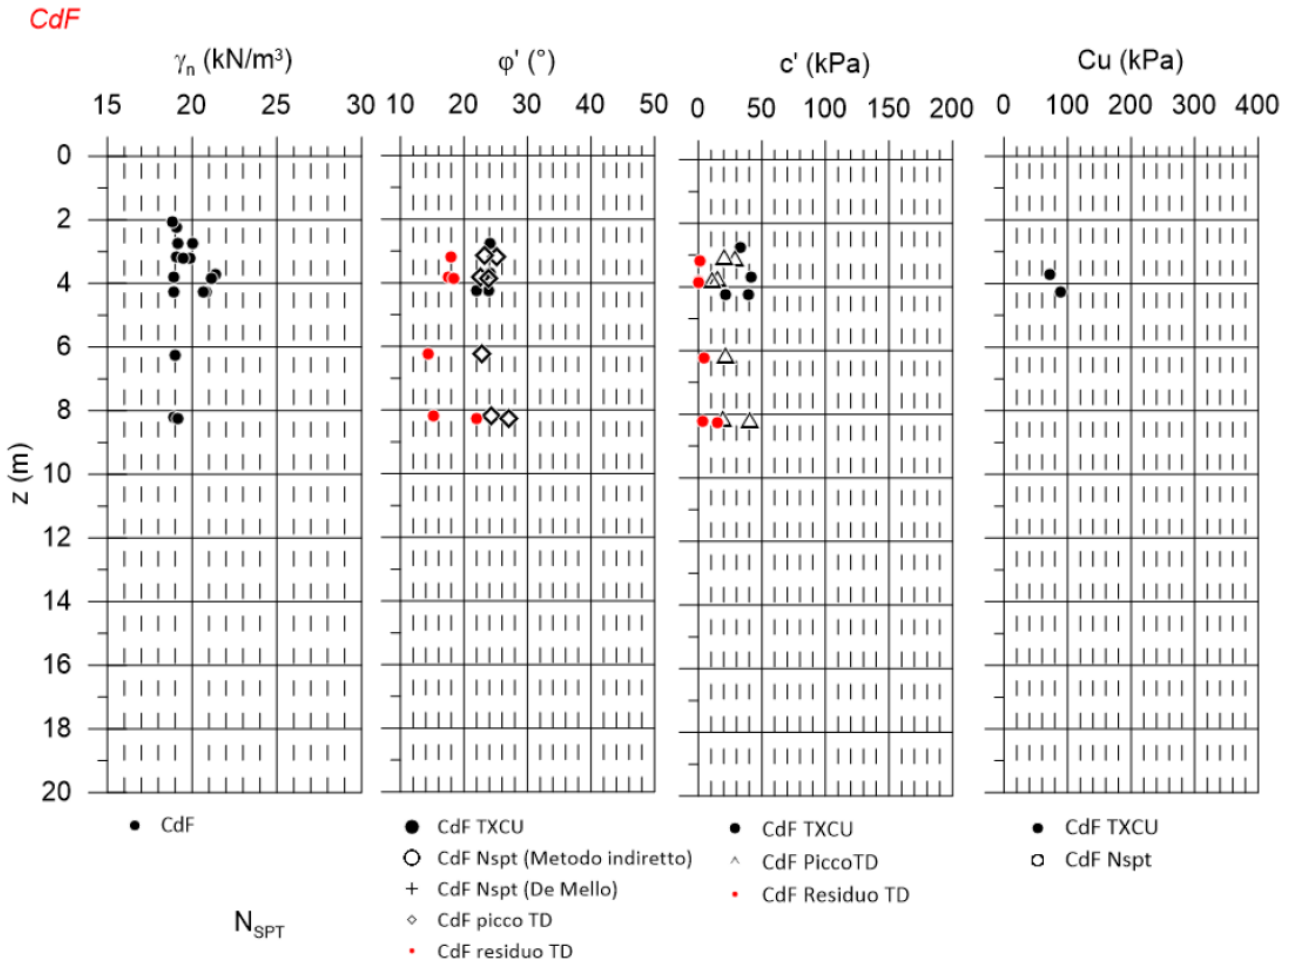 CdF
γn (kN/m³) φ' (°) c' (kPa) Cu (kPa)
15 20 25 30 10 20 30 40 50 0 50 100 150 200 0 100 200 300 400
0
2
4
6
8
10
12
14
16
18
20
z (m)
CdF
NSPT
CdF TXCU
CdF Nspt (Metodo indiretto)
CdF Nspt (De Mello)
CdF picco TD
CdF residuo TD
CdF TXCU
CdF PiccoTD
CdF Residuo TD
CdF TXCU
CdF Nspt